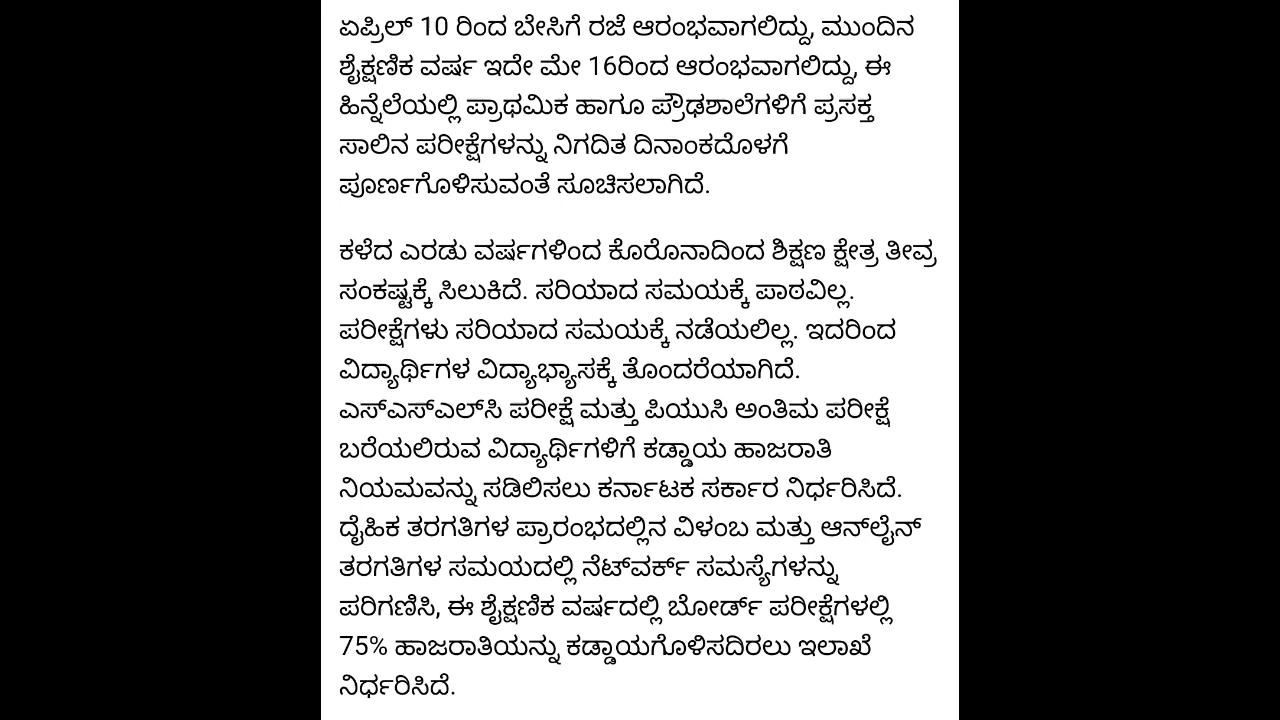 ಏಪ್ರಿಲ್ 10 ರಿಂದ ಬೇಸಿಗೆ ರಜೆ ಆರಂಭವಾಗಲಿದ್ದು, ಮುಂದಿನ
ಶೈಕ್ಷಣಿಕ ವರ್ಷ ಇದೇ ಮೇ 16ರಿಂದ ಆರಂಭವಾಗಲಿದ್ದು, ಈ
ಹಿನ್ನೆಲೆಯಲ್ಲಿ ಪ್ರಾಥಮಿಕ ಹಾಗೂ ಪ್ರೌಢಶಾಲೆಗಳಿಗೆ ಪ್ರಸಕ್ತ
ಸಾಲಿನ ಪರೀಕ್ಷೆಗಳನ್ನು ನಿಗದಿತ ದಿನಾಂಕದೊಳಗೆ
ಪೂರ್ಣಗೊಳಿಸುವಂತೆ ಸೂಚಿಸಲಾಗಿದೆ.
ಕಳೆದ ಎರಡು ವರ್ಷಗಳಿಂದ ಕೊರೊನಾದಿಂದ ಶಿಕ್ಷಣ ಕ್ಷೇತ್ರ ತೀವ್ರ
ಸಂಕಷ್ಟಕ್ಕೆ ಸಿಲುಕಿದೆ. ಸರಿಯಾದ ಸಮಯಕ್ಕೆ ಪಾಠವಿಲ್ಲ.
ಪರೀಕ್ಷೆಗಳು ಸರಿಯಾದ ಸಮಯಕ್ಕೆ ನಡೆಯಲಿಲ್ಲ. ಇದರಿಂದ
ವಿದ್ಯಾರ್ಥಿಗಳ ವಿದ್ಯಾಭ್ಯಾಸಕ್ಕೆ ತೊಂದರೆಯಾಗಿದೆ.
ಎಸ್‌ಎಸ್‌ಎಲ್‌ಸಿ ಪರೀಕ್ಷೆ ಮತ್ತು ಪಿಯುಸಿ ಅಂತಿಮ ಪರೀಕ್ಷೆ
ಬರೆಯಲಿರುವ ವಿದ್ಯಾರ್ಥಿಗಳಿಗೆ ಕಡ್ಡಾಯ ಹಾಜರಾತಿ
ನಿಯಮವನ್ನು ಸಡಿಲಿಸಲು ಕರ್ನಾಟಕ ಸರ್ಕಾರ ನಿರ್ಧರಿಸಿದೆ.
ದೈಹಿಕ ತರಗತಿಗಳ ಪ್ರಾರಂಭದಲ್ಲಿನ ವಿಳಂಬ ಮತ್ತು ಆನ್‌ಲೈನ್
ತರಗತಿಗಳ ಸಮಯದಲ್ಲಿ ನೆಟ್‌ವರ್ಕ್ ಸಮಸ್ಯೆಗಳನ್ನು
ಪರಿಗಣಿಸಿ, ಈ ಶೈಕ್ಷಣಿಕ ವರ್ಷದಲ್ಲಿ ಬೋರ್ಡ್ ಪರೀಕ್ಷೆಗಳಲ್ಲಿ
75% ಹಾಜರಾತಿಯನ್ನು ಕಡ್ಡಾಯಗೊಳಿಸದಿರಲು ಇಲಾಖೆ
ನಿರ್ಧರಿಸಿದೆ.